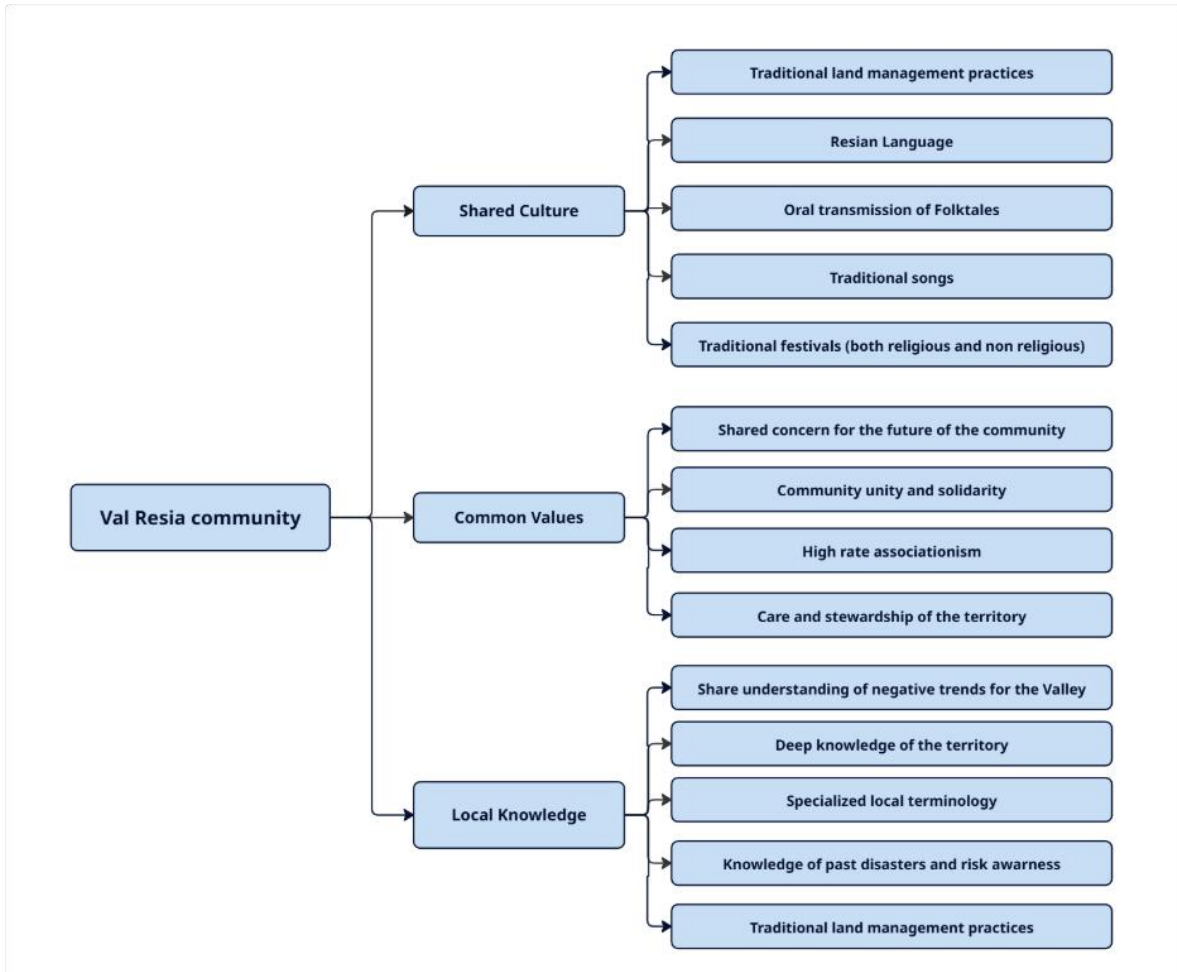 Val Resia community
Shared Culture
Traditional land management practices
Resian Language
Oral transmission of Folktales
Traditional songs
Traditional festivals (both religious and non religious)
Common Values
Shared concern for the future of the community
Community unity and solidarity
High rate associationism
Care and stewardship of the territory
Local Knowledge
Share understanding of negative trends for the Valley
Deep knowledge of the territory
Specialized local terminology
Knowledge of past disasters and risk awarness
Traditional land management practices